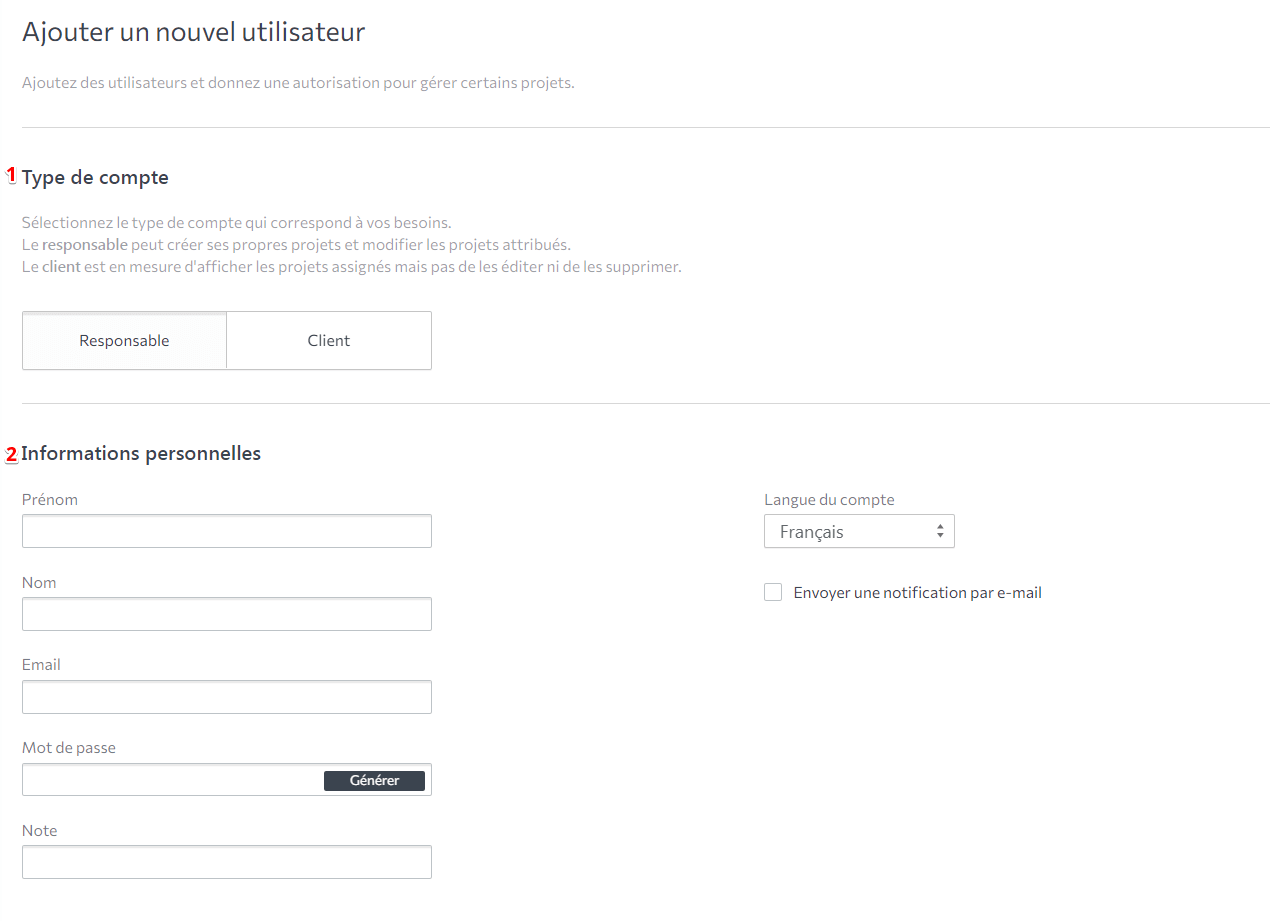 Ajouter un nouvel utilisateur
Ajoutez des utilisateurs et donnez une autorisation pour gérer certains projets.
1 Type de compte
Sélectionnez le type de compte qui correspond à vos besoins.
Le responsable peut créer ses propres projets et modifier les projets attribués.
Le client est en mesure d'afficher les projets assignés mais pas de les éditer ni de les supprimer.
Responsable
Client
2 Informations personnelles
Prénom
Nom
Email
Mot de passe
Générer
Note
Langue du compte
Français
Envoyer une notification par e-mail